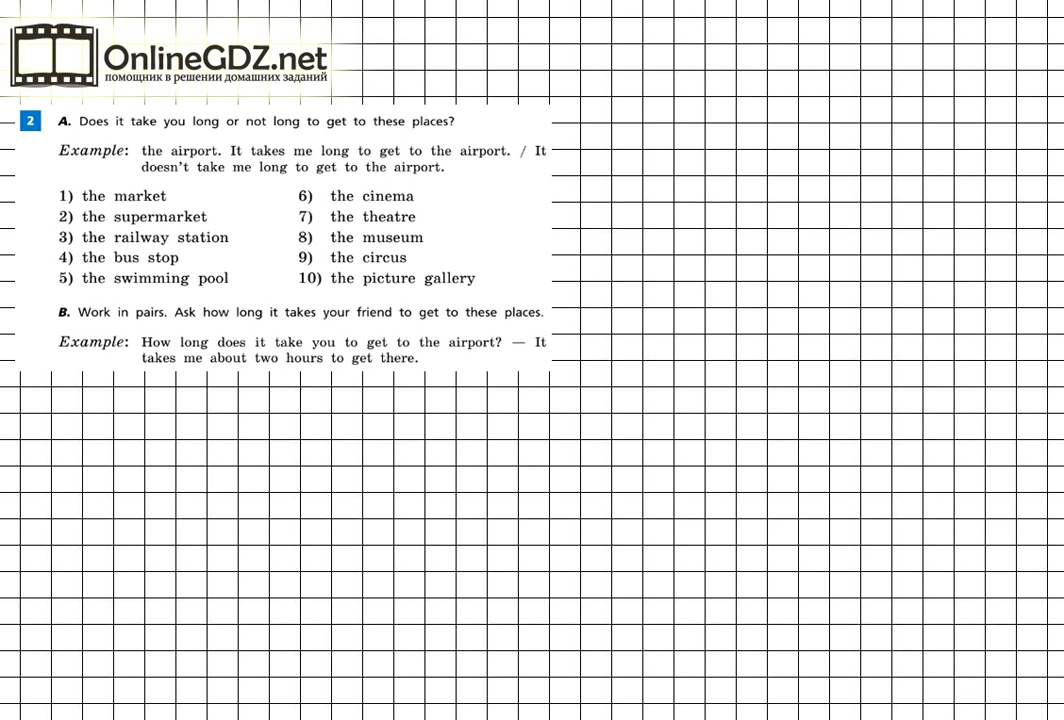 OnlineGDZ.net
помощник в решении домашних заданий
2 A. Does it take you long or not long to get to these places?
Example: the airport. It takes me long to get to the airport. / It
doesn't take me long to get to the airport.
1) the market
2) the supermarket
3) the railway station
4) the bus stop
5) the swimming pool
6) the cinema
7) the theatre
8) the museum
9) the circus
10) the picture gallery
B. Work in pairs. Ask how long it takes your friend to get to these places.
Example: How long does it take you to get to the airport? — It
takes me about two hours to get there.